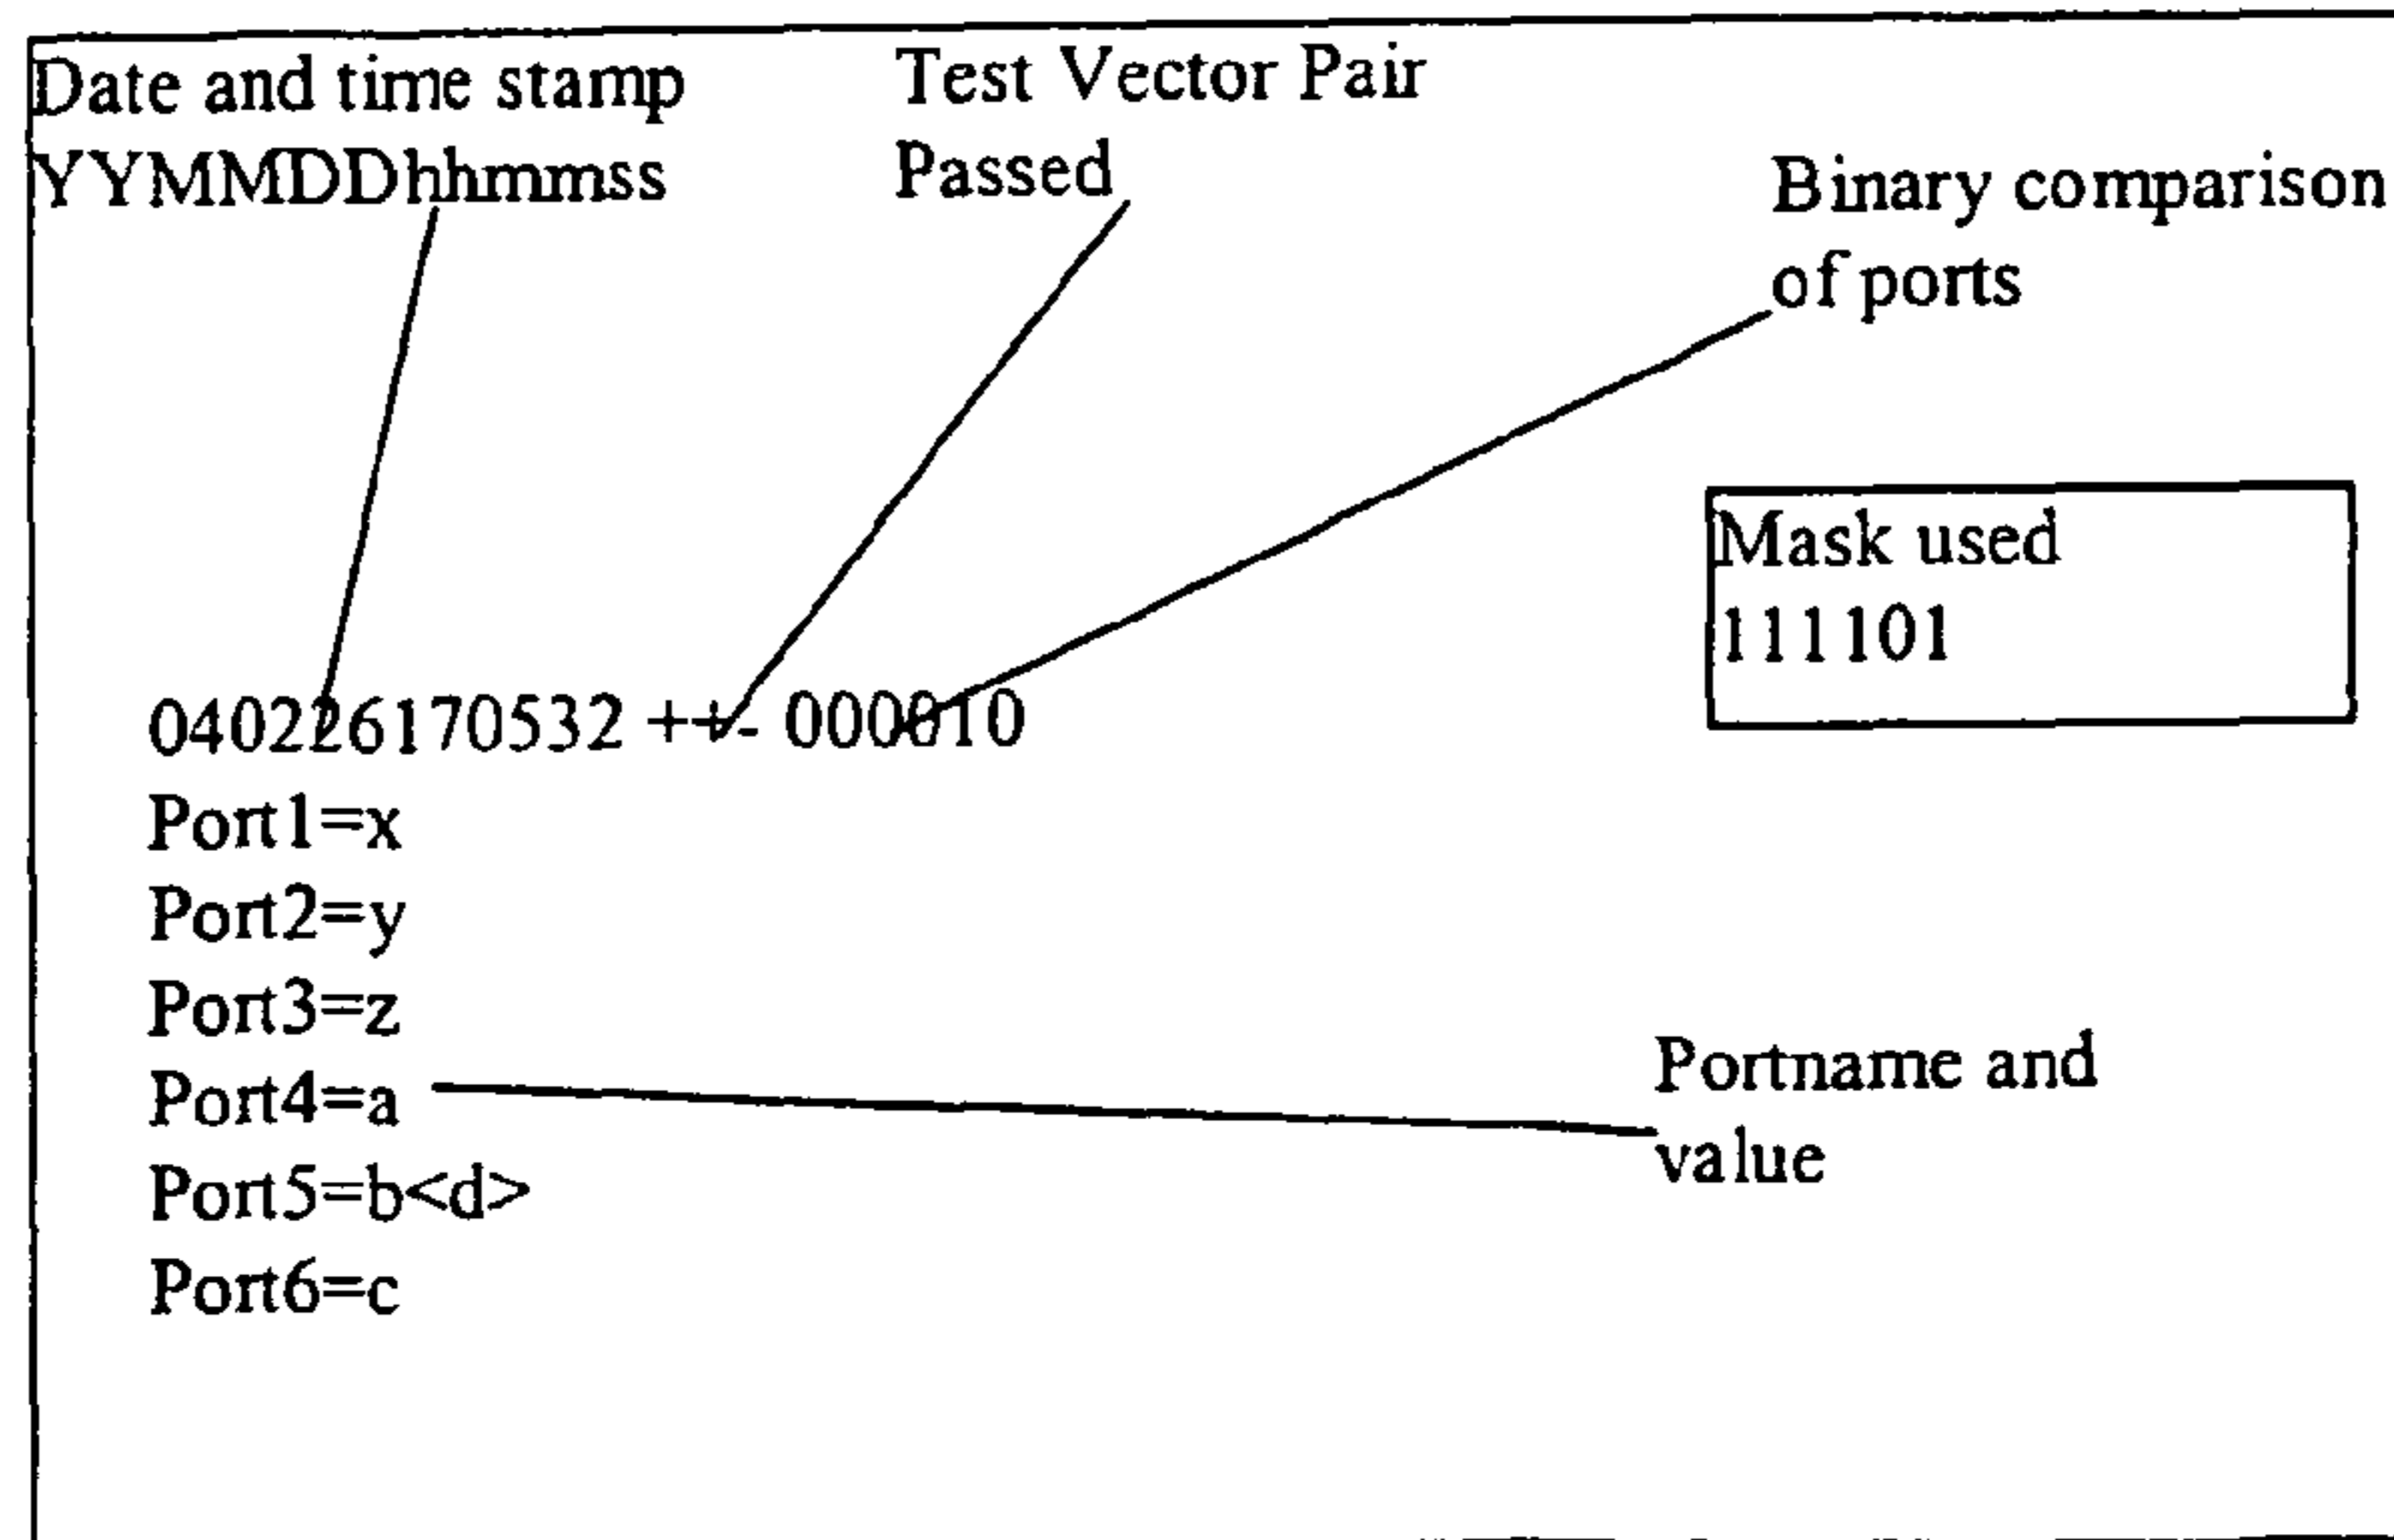 Date and time stamp
YYMMDDhhmmss
Test Vector Pair
Passed
Binary comparison
of ports
Mask used
111101
040226170532 ++- 000010
Port1=x
Port2=y
Port3=z
Port4=a
Portname and
value
Port5=b<d>
Port6=c